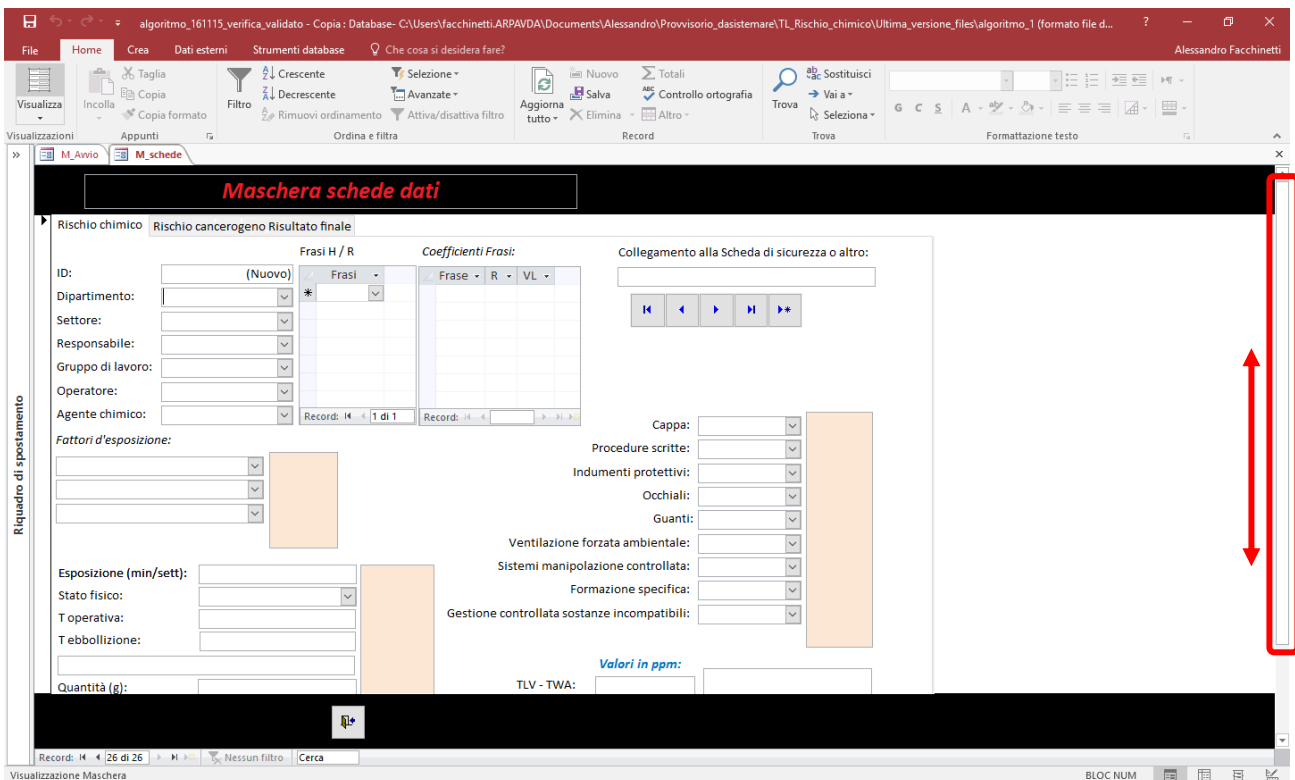 algoritmo_161115_verifica_validato - Copia : Database- C:\Users\facchinetti.ARPAVDA\Documents\Alessandro\Provvisorio_dasistemare\TL_Rischio_chimico\Ultima_versione_files\algoritmo_1 (formato file d... ?
File Home Crea Dati esterni Strumenti database Che cosa si desidera fare? Alessandro Facchinetti
Visualizza
Incolla
Taglia
Copia
Copia formato
Filtro
Crescente
Decrescente
Rimuovi ordinamento
Selezione
Avanzate
Attiva/disattiva filtro
Aggiorna
tutto
Nuovo
Salva
Elimina
Totali
Controllo ortografia
Altro
Trova
Sostituisci
Vai a
Seleziona
G C S A
Visualizzazioni Appunti Ordina e filtra Record Trova Formattazione testo
M_Avvio M_schede
Riquadro di spostamento
Maschera schede dati
Rischio chimico Rischio cancerogeno Risultato finale
Frasi H / R Coefficienti Frasi: Collegamento alla Scheda di sicurezza o altro:
ID: (Nuovo) Frasi Frase R VL
Dipartimento:
Settore:
Responsabile:
Gruppo di lavoro:
Operatore:
Agente chimico:
Record: 1 di 1 Record:
Fattori d'esposizione:
Cappa:
Procedure scritte:
Indumenti protettivi:
Occhiali:
Guanti:
Ventilazione forzata ambientale:
Sistemi manipolazione controllata:
Formazione specifica:
Gestione controllata sostanze incompatibili:
Esposizione (min/sett):
Stato fisico:
T operativa:
T ebbollizione:
Quantità (g):
Valori in ppm:
TLV - TWA:
Record: 26 di 26 Nessun filtro Cerca
Visualizzazione Maschera BLOC NUM